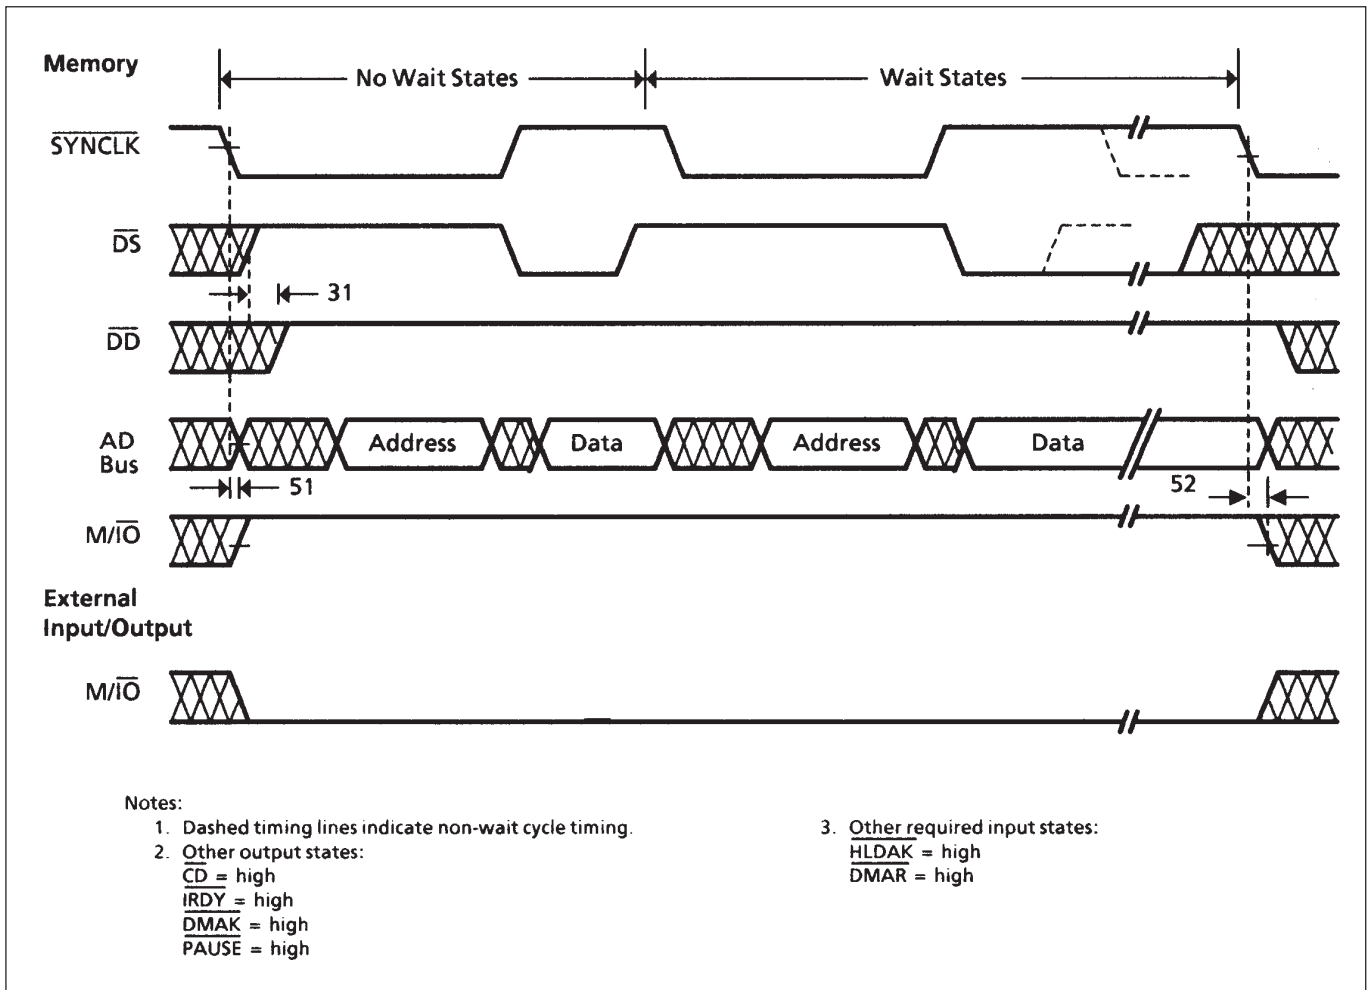 Memory
No Wait States
Wait States
SYNCLK
DS
31
DD
AD
Bus
Address
Data
Address
Data
51
52
M/IO
External
Input/Output
M/IO
Notes:
1. Dashed timing lines indicate non-wait cycle timing.
2. Other output states:
CD = high
IRDY = high
DMAK = high
PAUSE = high
3. Other required input states:
HLDAK = high
DMAR = high